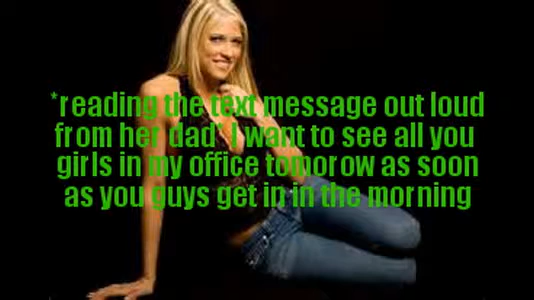 *reading the text message out loud
from her dad* I want to see all you
girls in my office tomorow as soon
as you guys get in in the morning